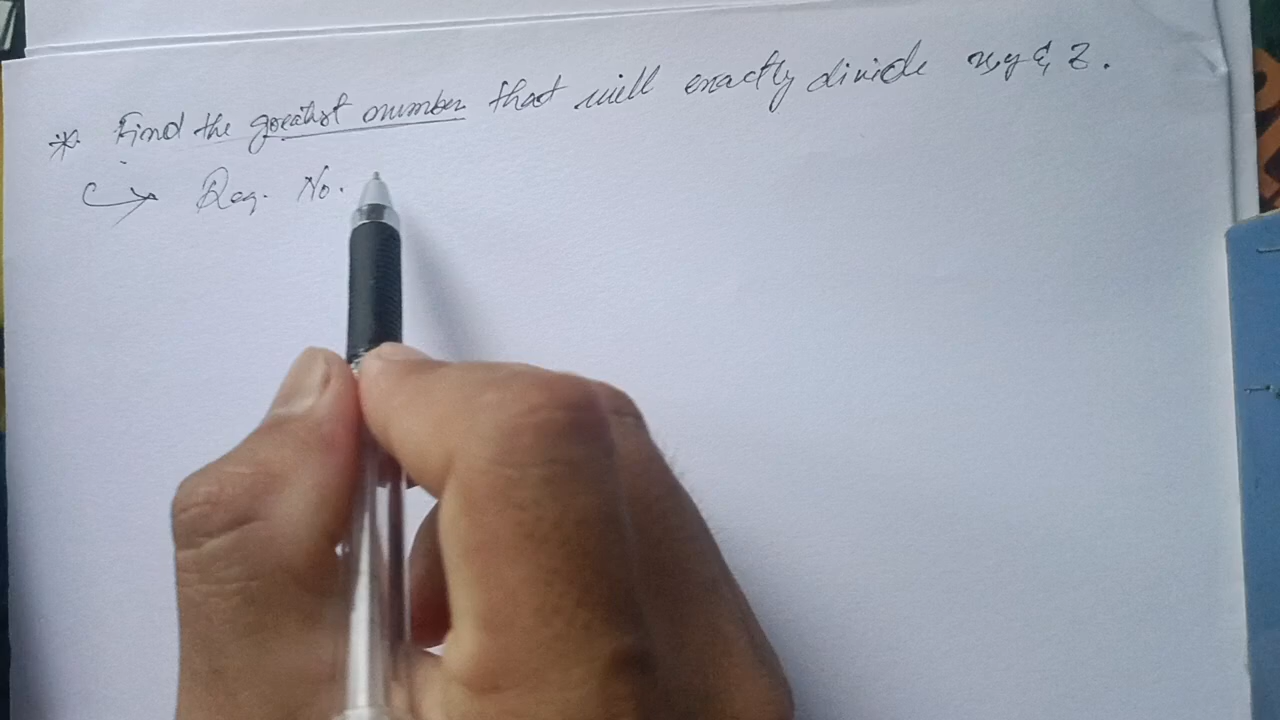 * Find the greatest number that will exactly divide x, y & z.
↪ Req. No.